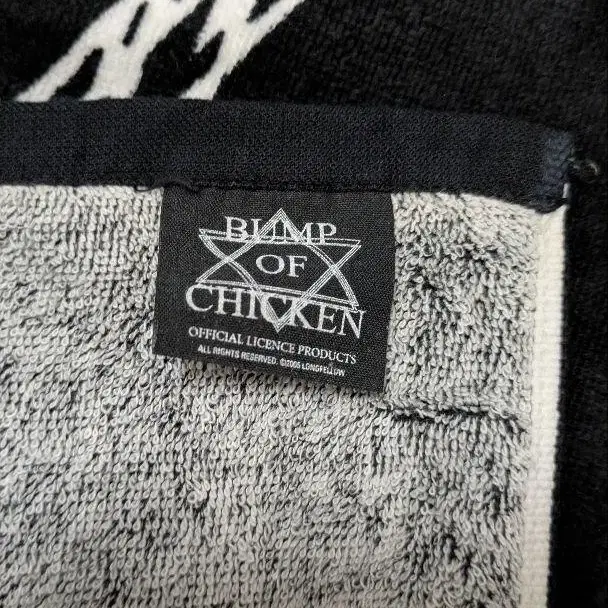 BUMP
OF
CHICKEN
OFFICIAL LICENCE PRODUCTS
ALL RIGHTS RESERVED. ©2005 LONGFELLOW